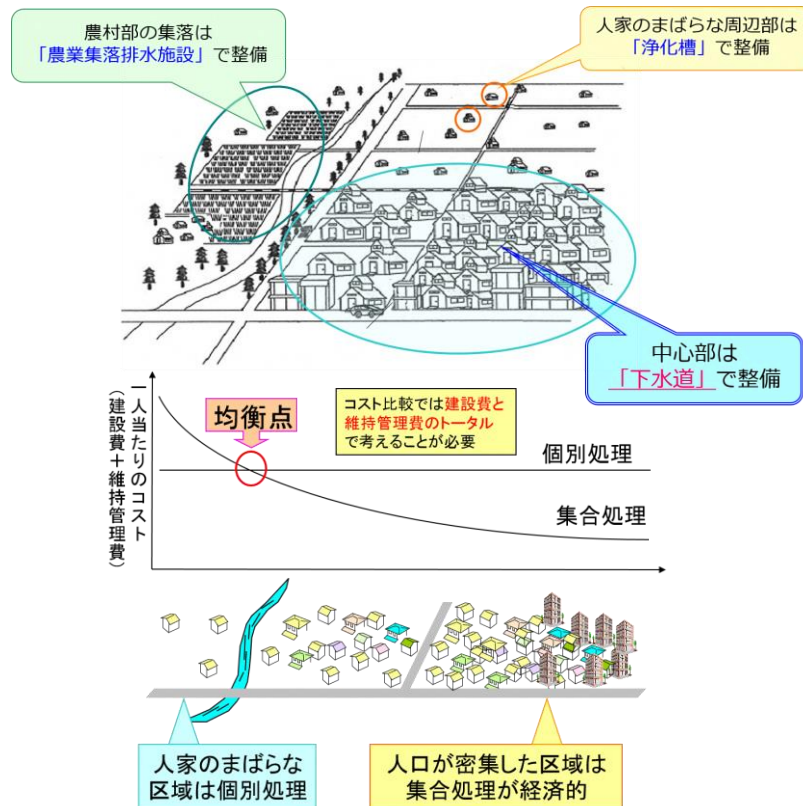 農村部の集落は
「農業集落排水施設」で整備
人家のまばらな周辺部は
「浄化槽」で整備
中心部は
「下水道」で整備
一人当たりのコスト
（建設費＋維持管理費）
均衡点
コスト比較では建設費と
維持管理費のトータル
で考えることが必要
個別処理
集合処理
人家のまばらな
区域は個別処理
人口が密集した区域は
集合処理が経済的